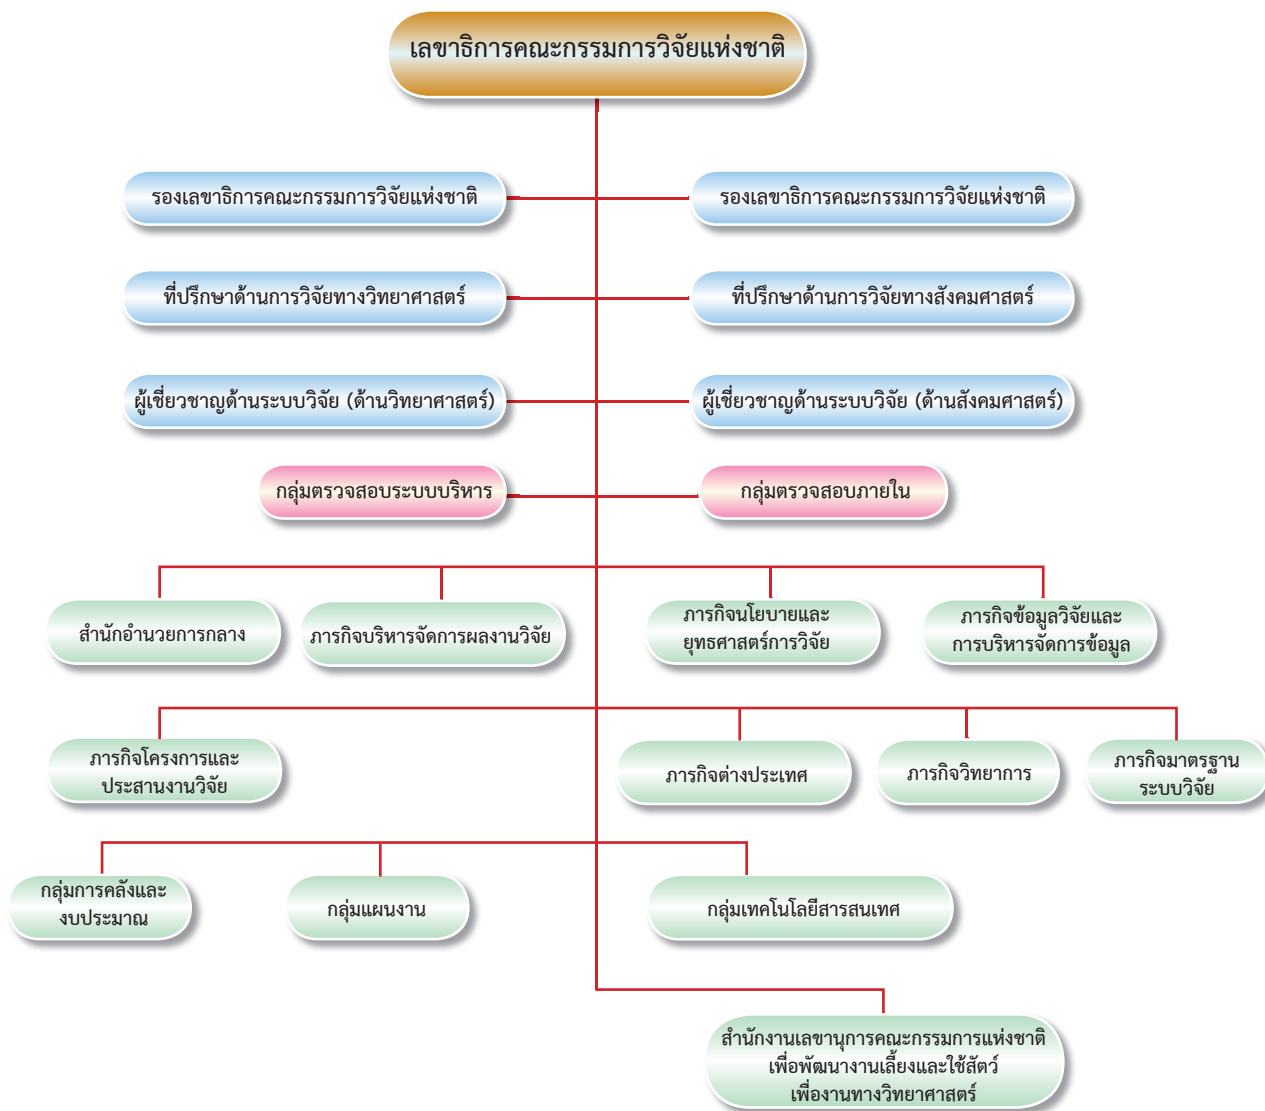 เลขาธิการคณะกรรมการวิจัยแห่งชาติ
รองเลขาธิการคณะกรรมการวิจัยแห่งชาติ
รองเลขาธิการคณะกรรมการวิจัยแห่งชาติ
ที่ปรึกษาด้านการวิจัยทางวิทยาศาสตร์
ที่ปรึกษาด้านการวิจัยทางสังคมศาสตร์
ผู้เชี่ยวชาญด้านระบบวิจัย (ด้านวิทยาศาสตร์)
ผู้เชี่ยวชาญด้านระบบวิจัย (ด้านสังคมศาสตร์)
กลุ่มตรวจสอบระบบบริหาร
กลุ่มตรวจสอบภายใน
สำนักอำนวยการกลาง
ภารกิจบริหารจัดการผลงานวิจัย
ภารกิจนโยบายและ
ยุทธศาสตร์การวิจัย
ภารกิจข้อมูลวิจัยและ
การบริหารจัดการข้อมูล
ภารกิจโครงการและ
ประสานงานวิจัย
ภารกิจต่างประเทศ
ภารกิจวิทยาการ
ภารกิจมาตรฐาน
ระบบวิจัย
กลุ่มการคลังและ
งบประมาณ
กลุ่มแผนงาน
กลุ่มเทคโนโลยีสารสนเทศ
สำนักงานเลขานุการคณะกรรมการแห่งชาติ
เพื่อพัฒนางานเลี้ยงและใช้สัตว์
เพื่องานทางวิทยาศาสตร์